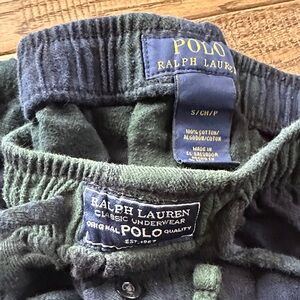 POLO
RALPH LAUREN
S/CH/P
100% COTTON/
ALGODON/COTON
MADE IN
EL SALVADOR
RALPH LAUREN
CLASSIC UNDERWEAR
ORIGINAL POLO QUALITY
EST. 1967